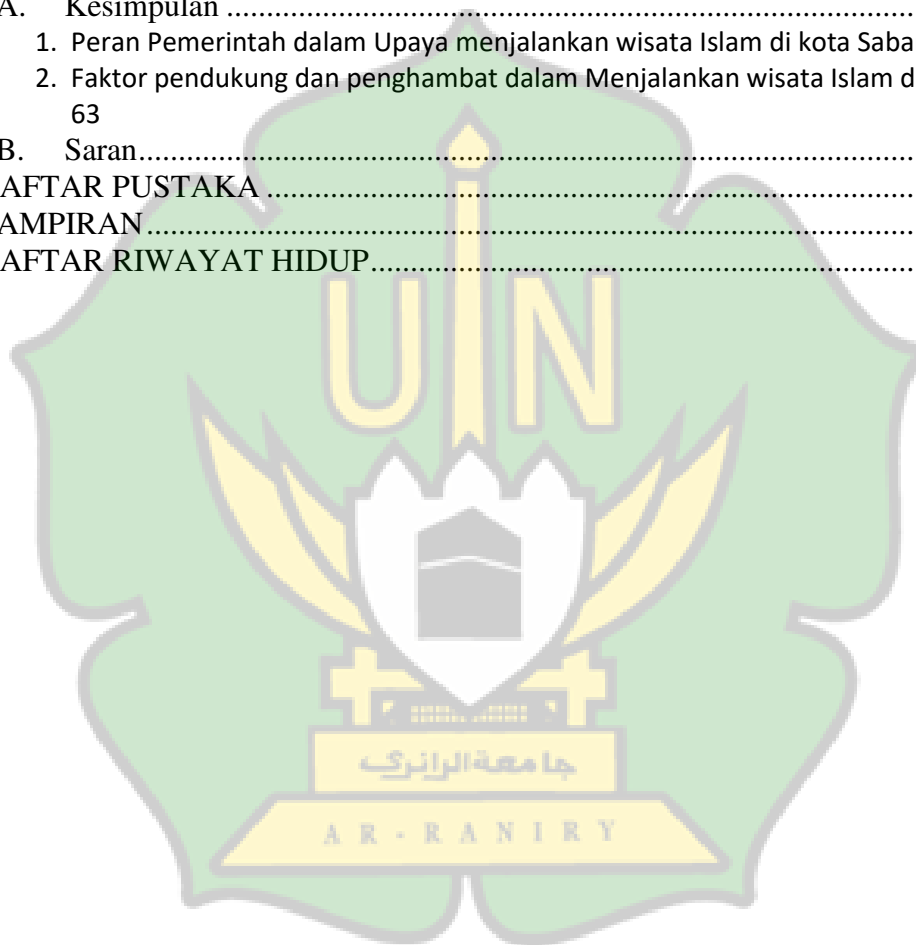 A. Kesimpulan ........................................................................................
1. Peran Pemerintah dalam Upaya menjalankan wisata Islam di kota Saba
2. Faktor pendukung dan penghambat dalam Menjalankan wisata Islam d
63
B. Saran................................................................................................
AFTAR PUSTAKA ................................................................................
AMPIRAN..............................................................................................
AFTAR RIWAYAT HIDUP...................................................................
UIN
جامعة الرانري
AR-RANIRY